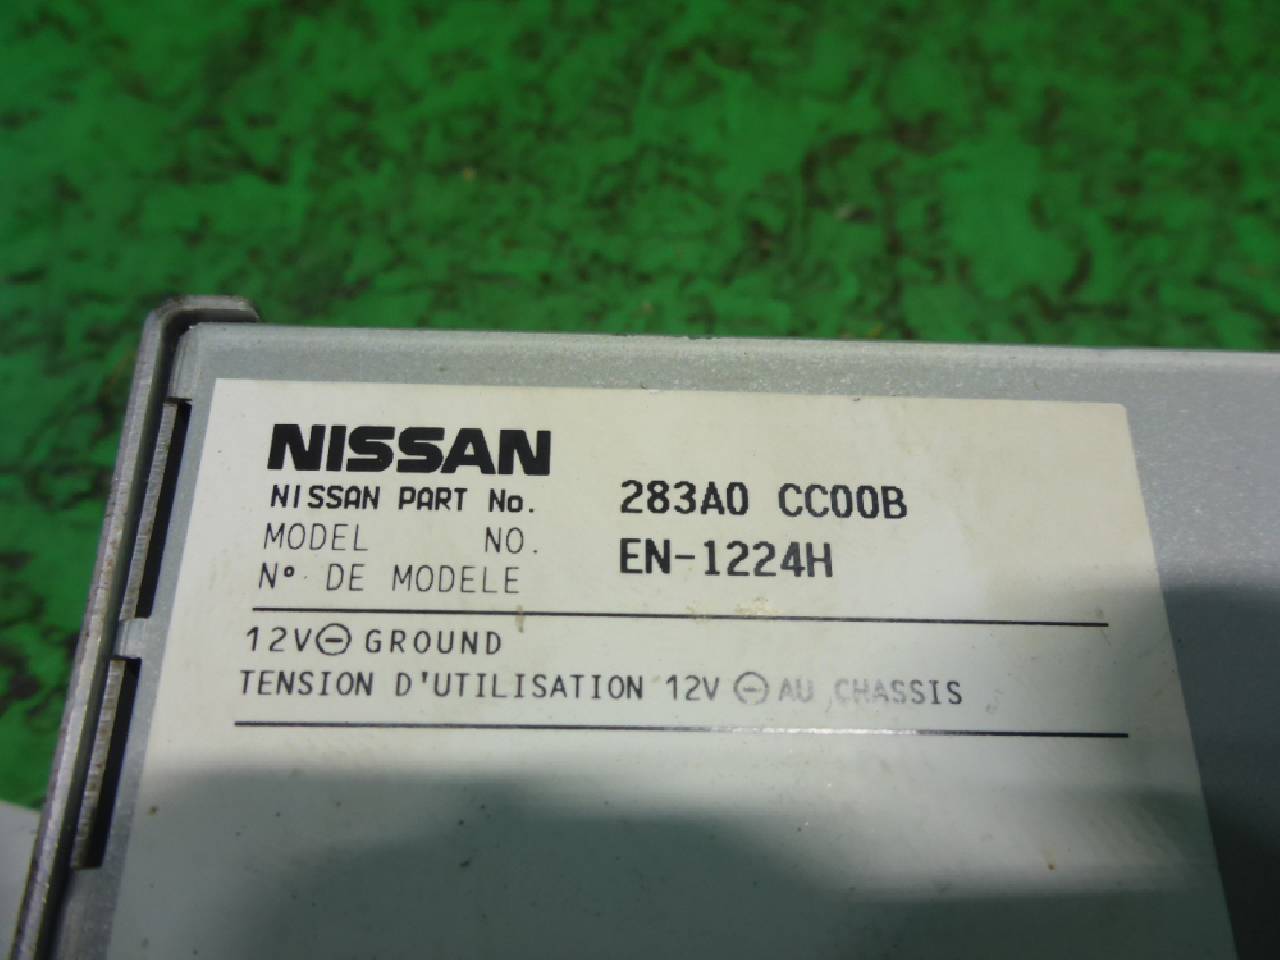 NISSAN
NISSAN PART No. 283A0 CC00B
MODEL NO. EN-1224H
N° DE MODELE
12V⊖ GROUND
TENSION D'UTILISATION 12V ⊖ AU CHASSIS